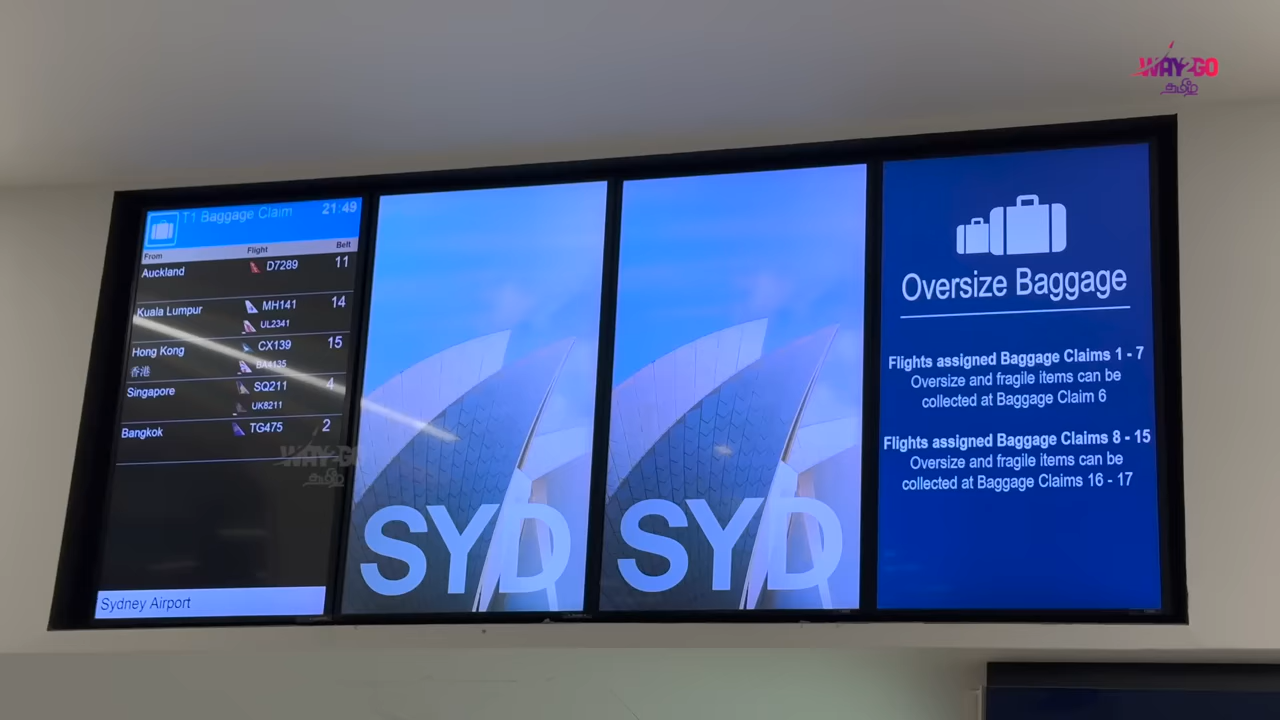 WAY2GO
தமிழ்
T1 Baggage Claim 21:49
From Flight Belt
Auckland D7289 11
Kuala Lumpur MH141 14
UL2341
Hong Kong CX139 15
香港 BA4135
Singapore SQ211 4
UK8211
Bangkok TG475 2
WAY2GO
தமிழ்
Sydney Airport
SYD
SYD
Oversize Baggage
Flights assigned Baggage Claims 1 - 7
Oversize and fragile items can be
collected at Baggage Claim 6
Flights assigned Baggage Claims 8 - 15
Oversize and fragile items can be
collected at Baggage Claims 16 - 17